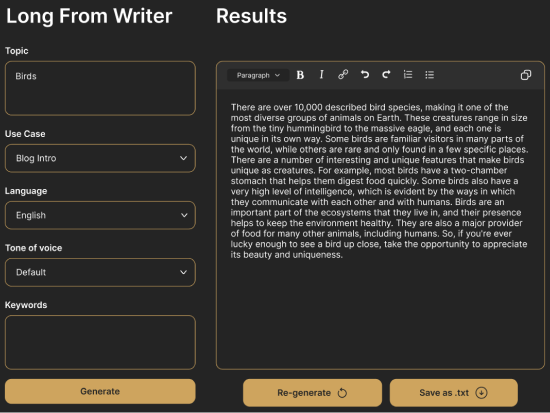 Long From Writer
Results
Topic
Birds
Use Case
Blog Intro
Language
English
Tone of voice
Default
Keywords
Generate
Paragraph
B
I
There are over 10,000 described bird species, making it one of the
most diverse groups of animals on Earth. These creatures range in size
from the tiny hummingbird to the massive eagle, and each one is
unique in its own way. Some birds are familiar visitors in many parts of
the world, while others are rare and only found in a few specific places.
There are a number of interesting and unique features that make birds
unique as creatures. For example, most birds have a two-chamber
stomach that helps them digest food quickly. Some birds also have a
very high level of intelligence, which is evident by the ways in which
they communicate with each other and with humans. Birds are an
important part of the ecosystems that they live in, and their presence
helps to keep the environment healthy. They are also a major provider
of food for many other animals, including humans. So, if you're ever
lucky enough to see a bird up close, take the opportunity to appreciate
its beauty and uniqueness.
Re-generate
Save as .txt